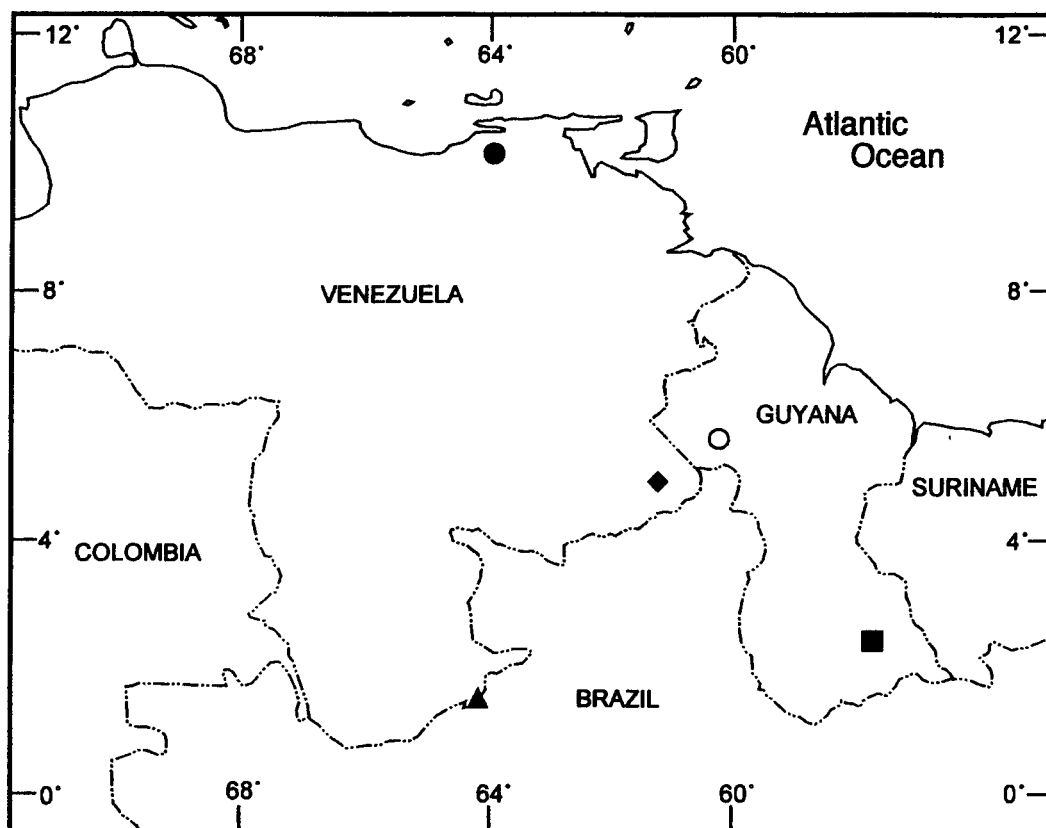 12˚ 68˚ 64˚ 60˚ 12˚
Atlantic
Ocean
VENEZUELA
8˚ 8˚
GUYANA
SURINAME
4˚ COLOMBIA 4˚
BRAZIL
0˚ 68˚ 64˚ 60˚ 0˚